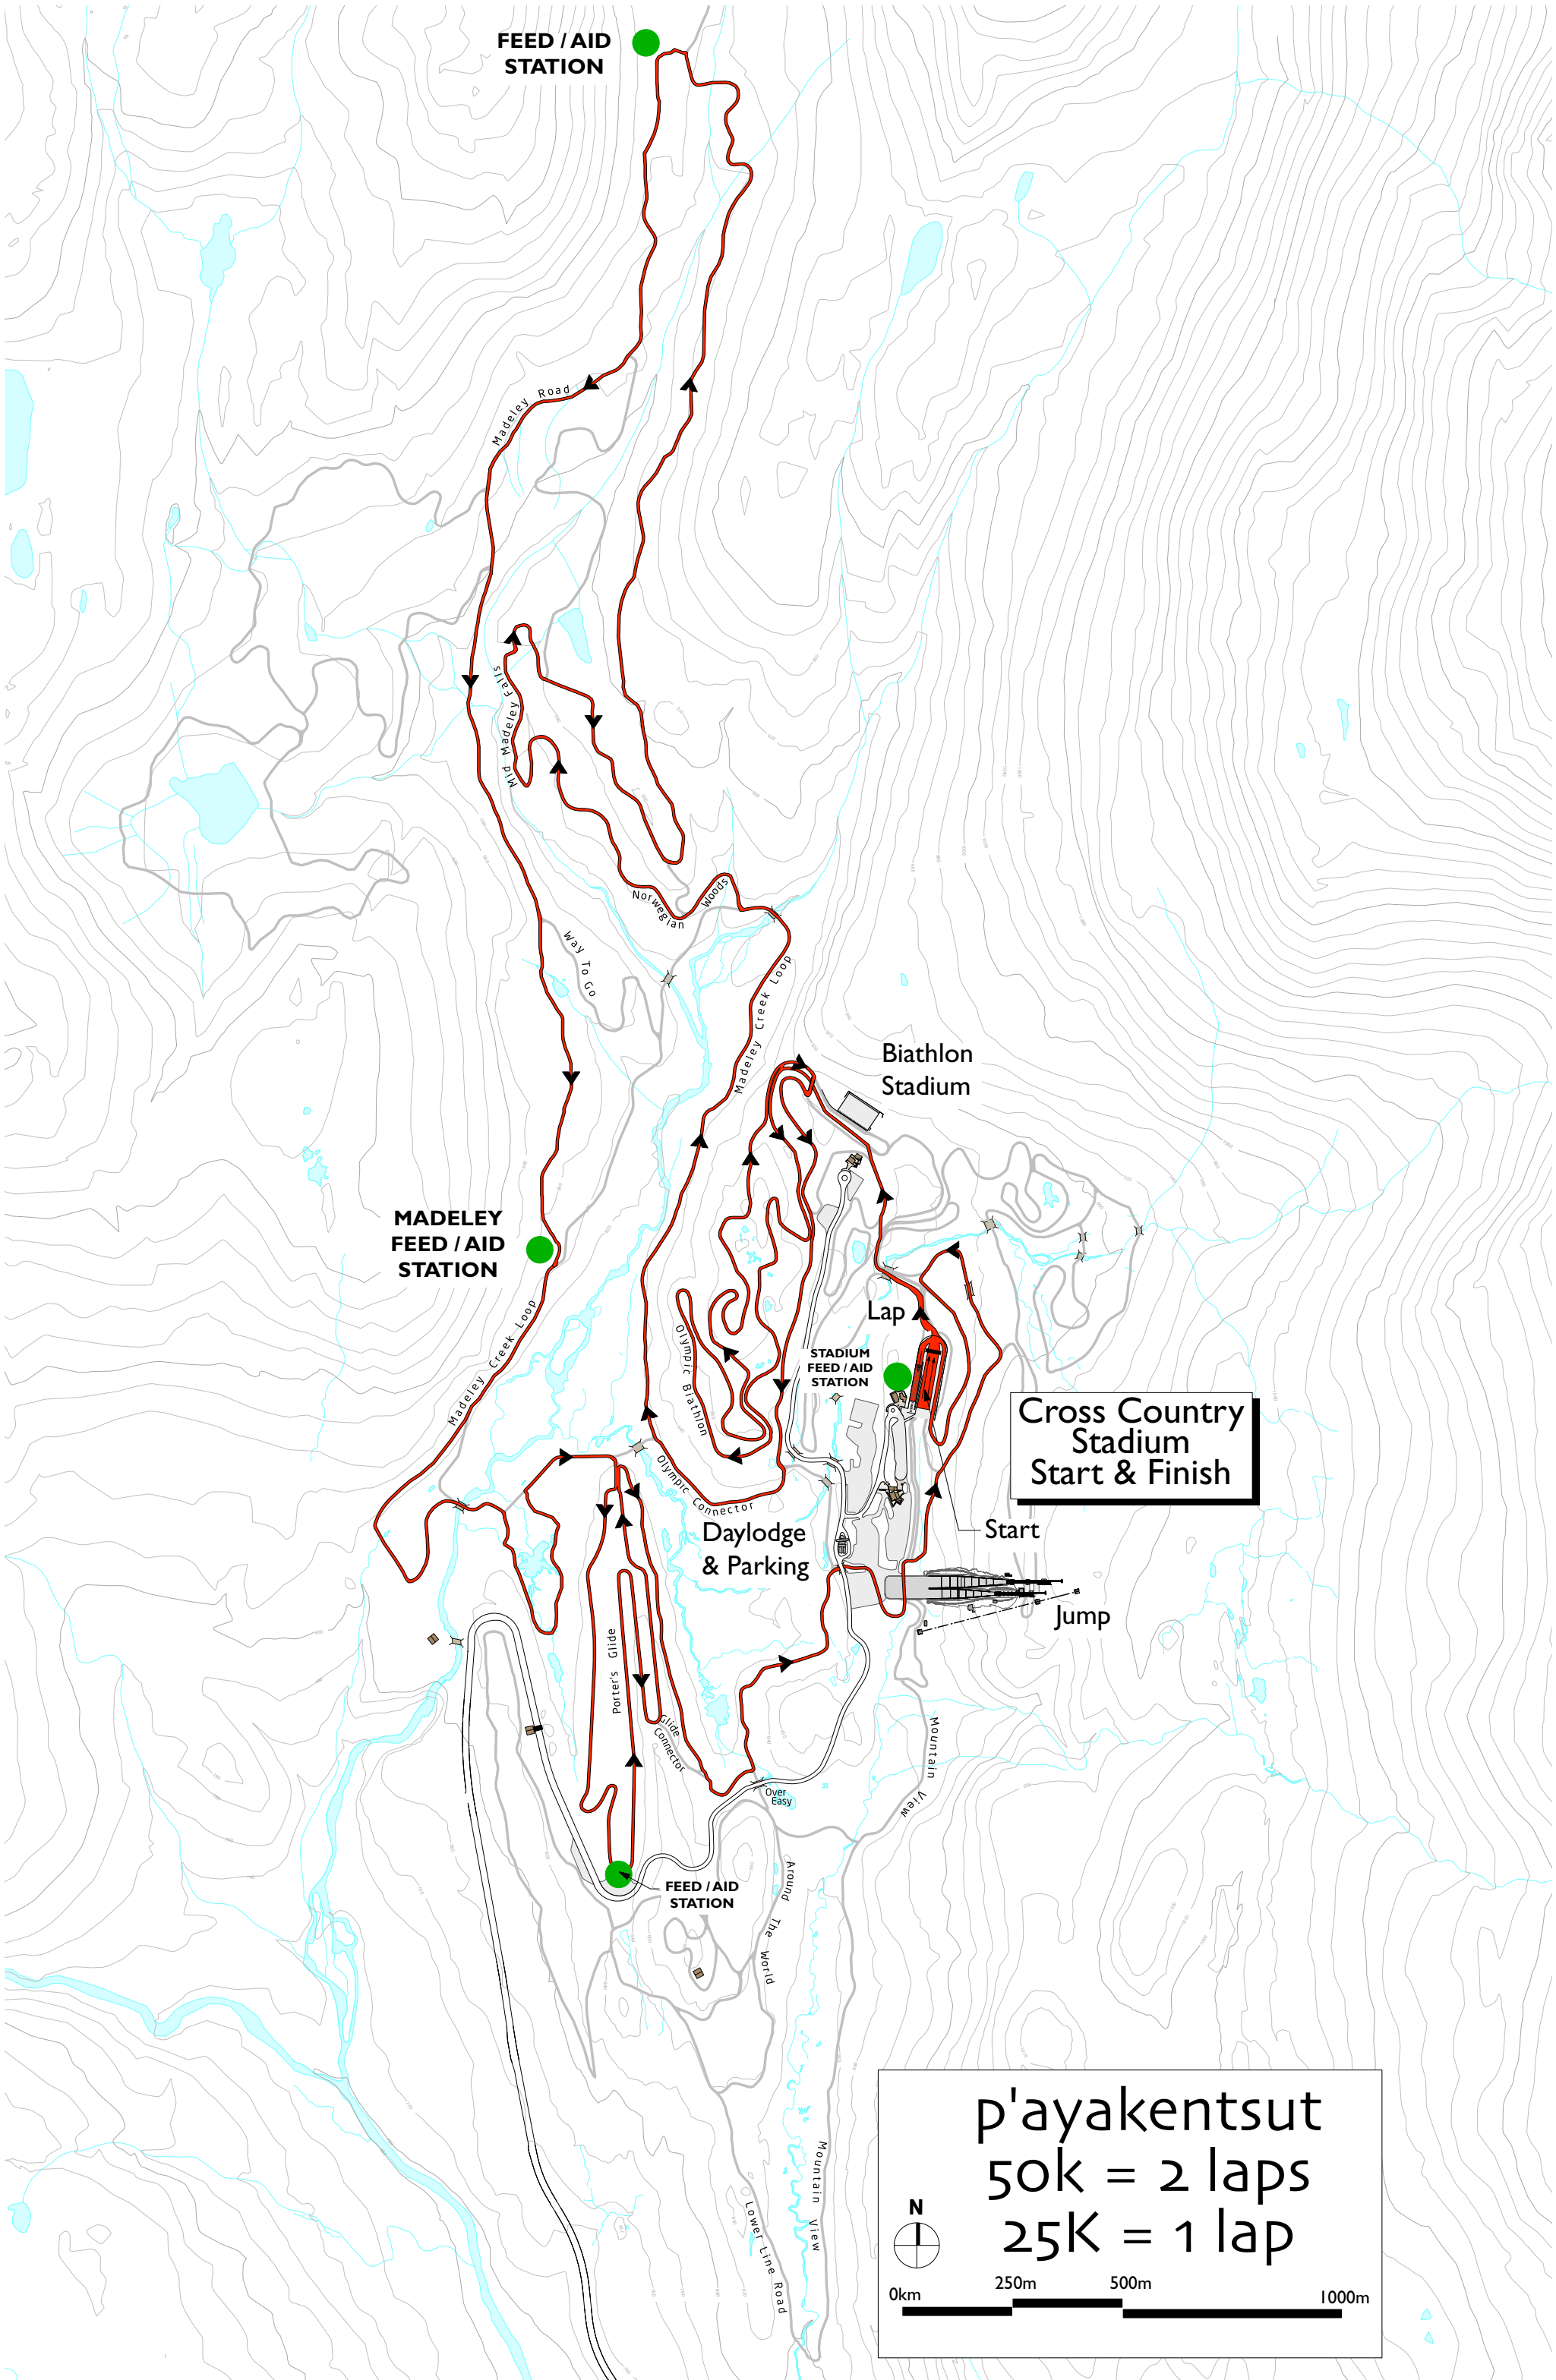 FEED / AID
STATION
Madeley Road
Mid Madeley Falls
Norwegian Woods
Way To Go
Madeley Creek Loop
Biathlon
Stadium
MADELEY
FEED / AID
STATION
Madeley Creek Loop
Lap
STADIUM
FEED / AID
STATION
Olympic Biathlon
Cross Country
Stadium
Start & Finish
Olympic Connector
Daylodge
& Parking
Start
Jump
Porter's Glide
Glide
Connector
Mountain View
Over
Easy
Around The World
FEED / AID
STATION
Mountain View
Lower Line Road
p'ayakentsut
50k = 2 laps
25K = 1 lap
N
0km
250m
500m
1000m